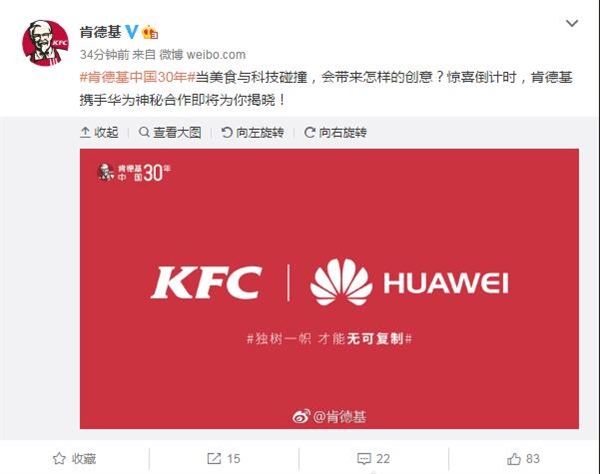 肯德基
34分钟前 来自 微博 weibo.com
#肯德基中国30年#当美食与科技碰撞，会带来怎样的创意？惊喜倒计时，肯德基
携手华为神秘合作即将为你揭晓！
收起 查看大图 向左旋转 向右旋转
肯德基
中国30年
KFC | HUAWEI
#独树一帜 才能无可复制#
@肯德基
收藏 15 22 83